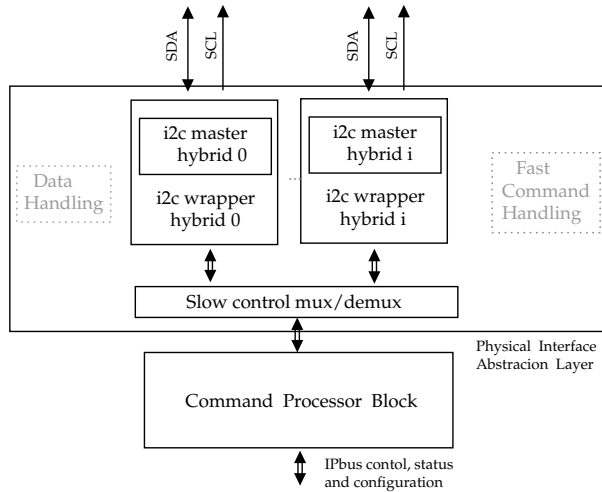 SDA
SCL
SDA
SCL
i2c master
hybrid 0
i2c wrapper
hybrid 0
i2c master
hybrid i
i2c wrapper
hybrid i
Data
Handling
Fast
Command
Handling
Slow control mux/demux
Physical Interface
Abstracion Layer
Command Processor Block
IPbus contol, status
and configuration